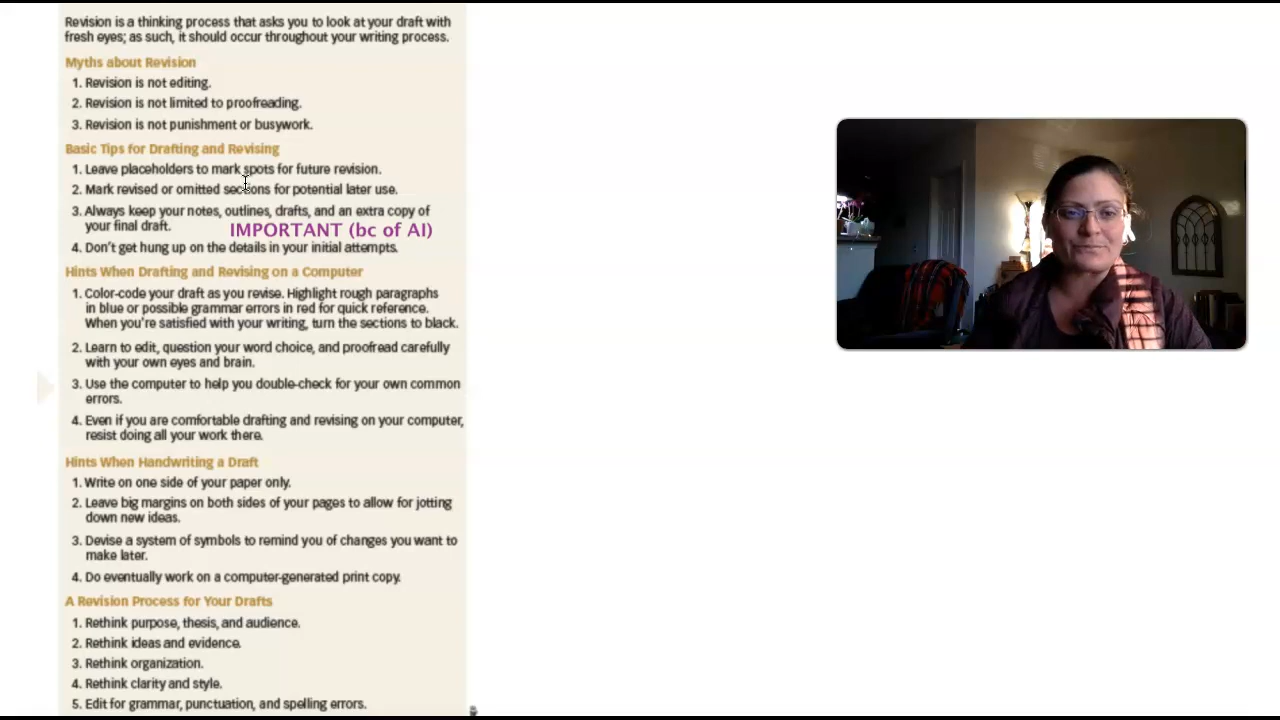 Revision is a thinking process that asks you to look at your draft with
fresh eyes; as such, it should occur throughout your writing process.
Myths about Revision
1. Revision is not editing.
2. Revision is not limited to proofreading.
3. Revision is not punishment or busywork.
Basic Tips for Drafting and Revising
1. Leave placeholders to mark spots for future revision.
2. Mark revised or omitted sections for potential later use.
3. Always keep your notes, outlines, drafts, and an extra copy of
your final draft.
IMPORTANT (bc of AI)
4. Don't get hung up on the details in your initial attempts.
Hints When Drafting and Revising on a Computer
1. Color-code your draft as you revise. Highlight rough paragraphs
in blue or possible grammar errors in red for quick reference.
When you're satisfied with your writing, turn the sections to black.
2. Learn to edit, question your word choice, and proofread carefully
with your own eyes and brain.
3. Use the computer to help you double-check for your own common
errors.
4. Even if you are comfortable drafting and revising on your computer,
resist doing all your work there.
Hints When Handwriting a Draft
1. Write on one side of your paper only.
2. Leave big margins on both sides of your pages to allow for jotting
down new ideas.
3. Devise a system of symbols to remind you of changes you want to
make later.
4. Do eventually work on a computer-generated print copy.
A Revision Process for Your Drafts
1. Rethink purpose, thesis, and audience.
2. Rethink ideas and evidence.
3. Rethink organization.
4. Rethink clarity and style.
5. Edit for grammar, punctuation, and spelling errors.